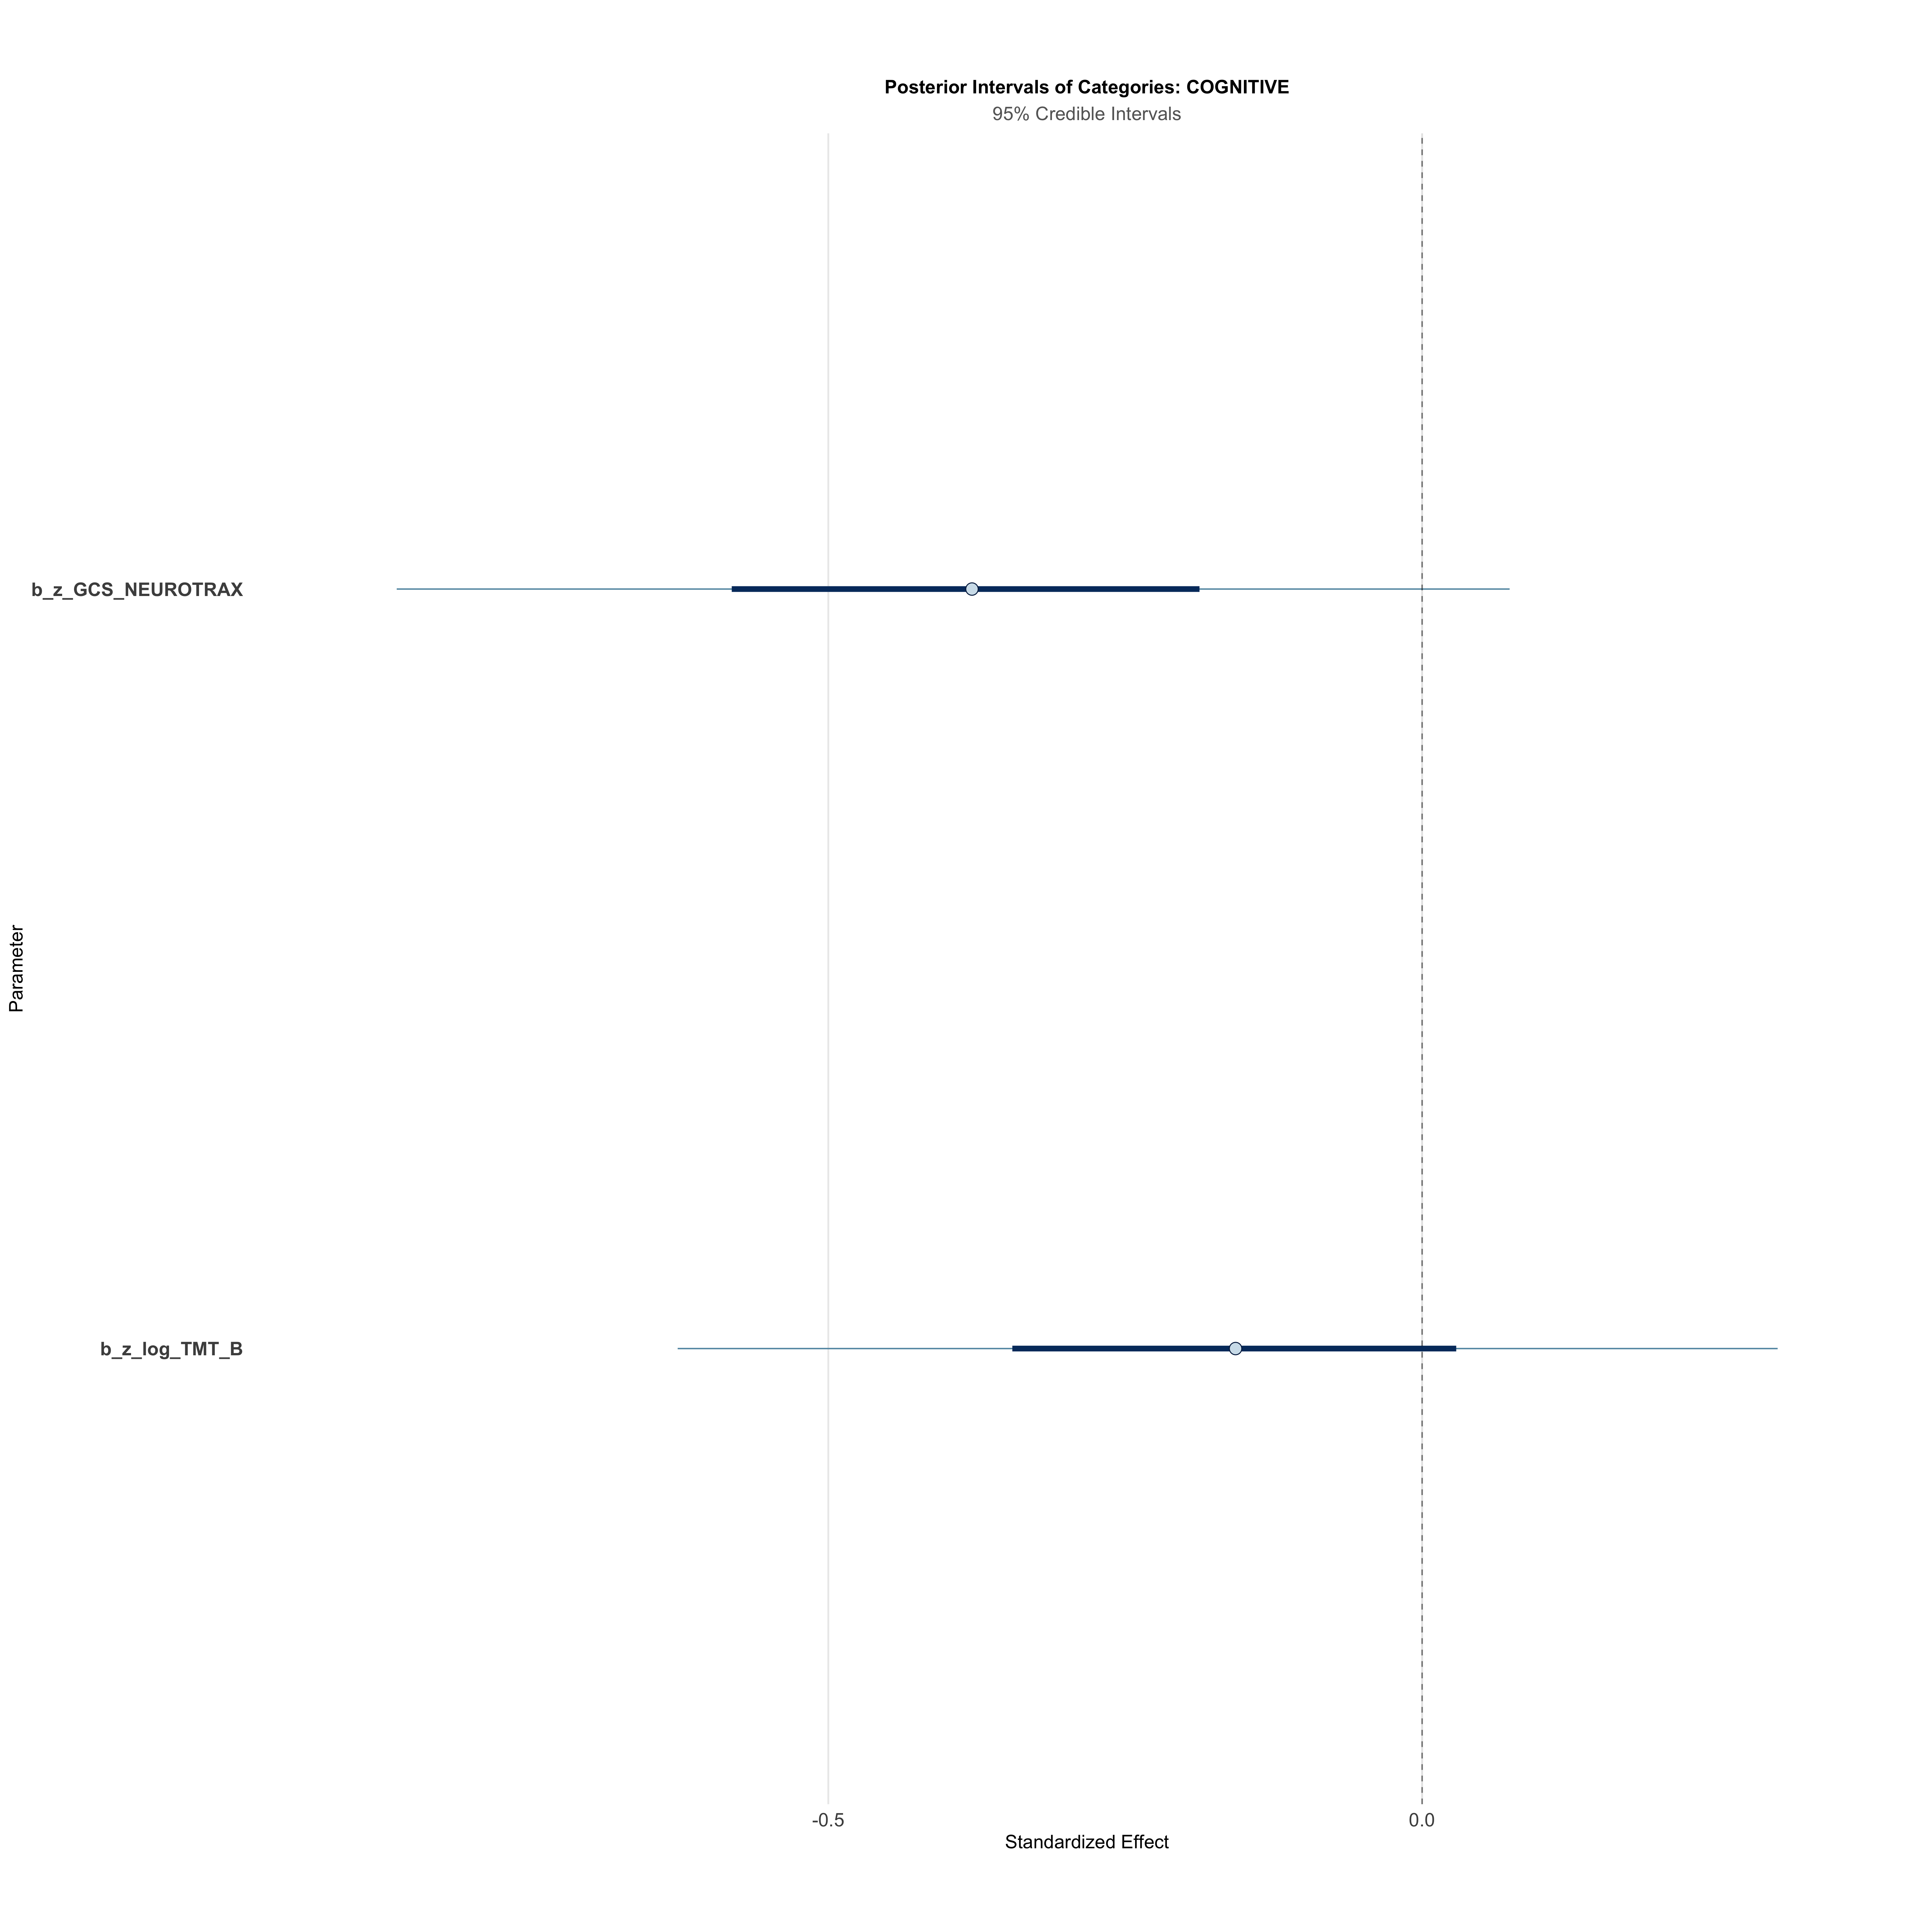 Posterior Intervals of Categories: COGNITIVE
95% Credible Intervals
b_z_GCS_NEUROTRAX
Parameter
b_z_log_TMT_B
-0.5
0.0
Standardized Effect